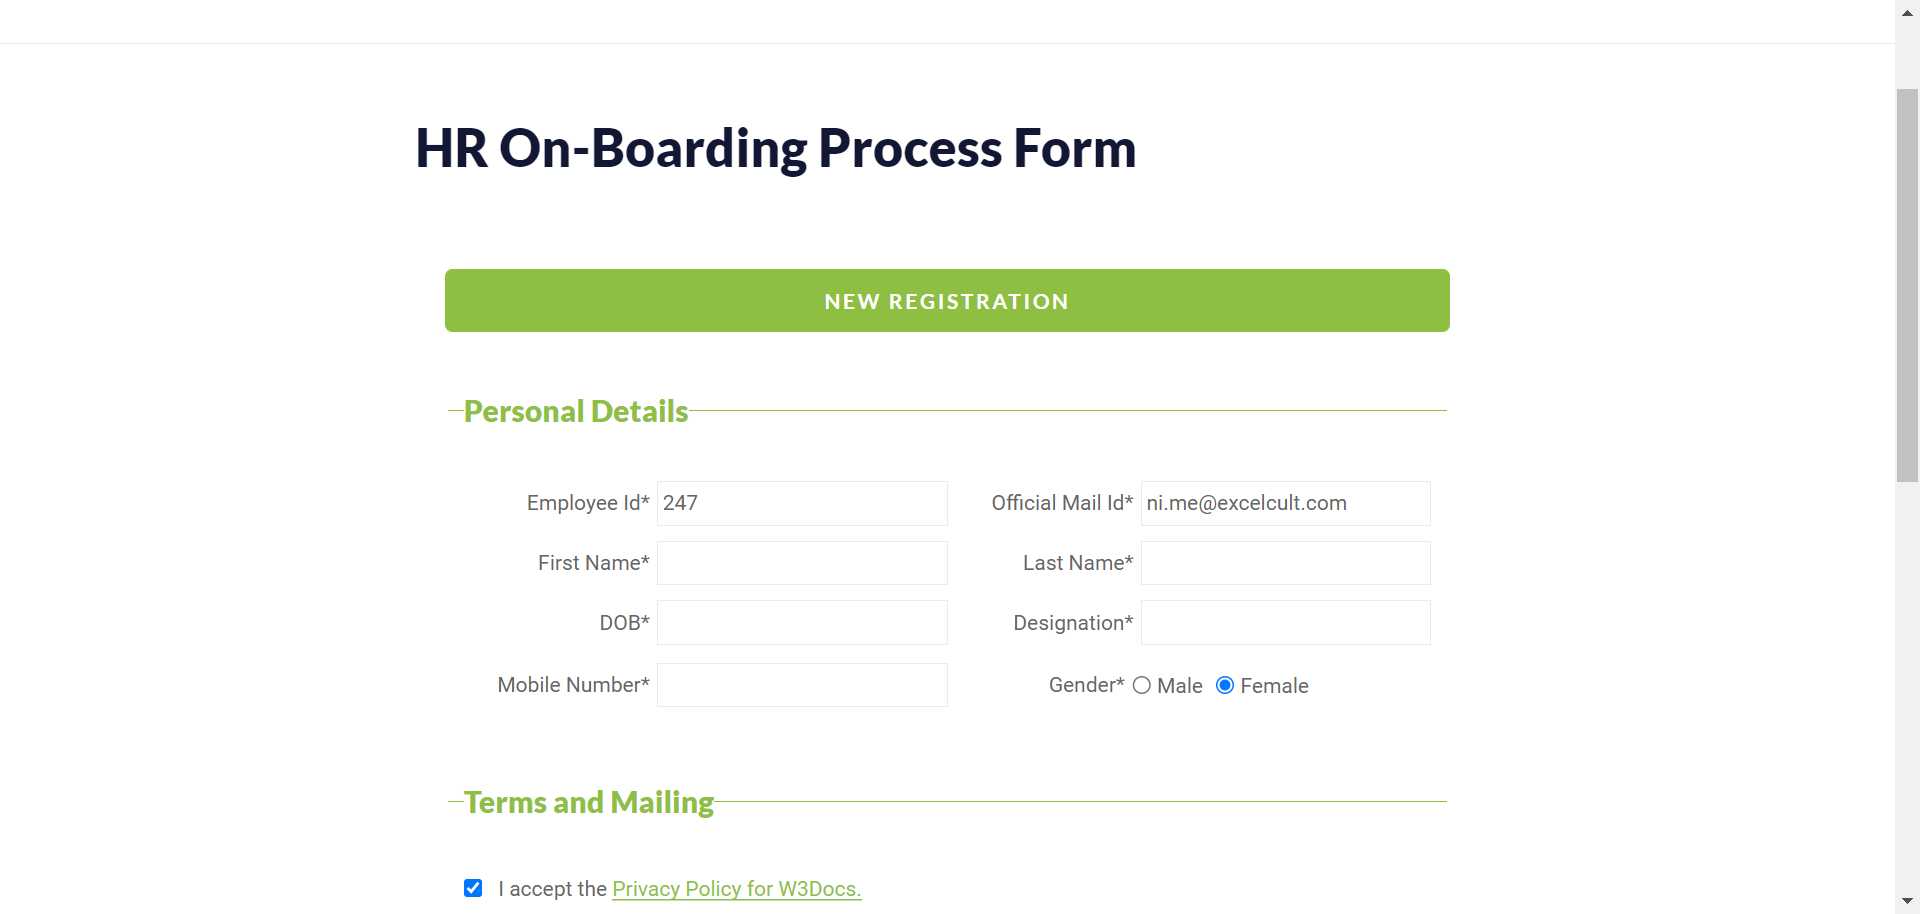 HR On-Boarding Process Form
NEW REGISTRATION
Personal Details
Employee Id* 247 Official Mail Id* ni.me@excelcult.com
First Name* Last Name*
DOB* Designation*
Mobile Number* Gender* Male Female
Terms and Mailing
I accept the Privacy Policy for W3Docs.